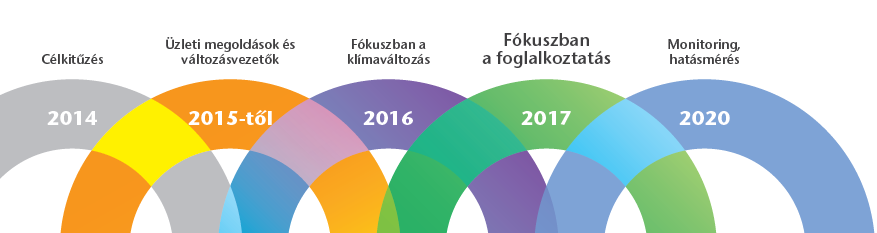 Célkitűzés
Üzleti megoldások és
változásvezetők
Fókuszban a
klímaváltozás
Fókuszban
a foglalkoztatás
Monitoring,
hatásmérés
2014
2015-től
2016
2017
2020